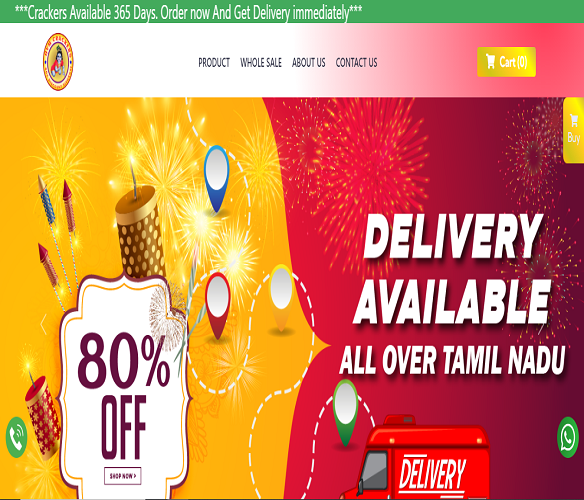 ***Crackers Available 365 Days. Order now And Get Delivery immediately***
PRODUCT WHOLE SALE ABOUT US CONTACT US
Cart (0)
Buy
DELIVERY
AVAILABLE
ALL OVER TAMIL NADU
80%
OFF
SHOP NOW >
DELIVERY